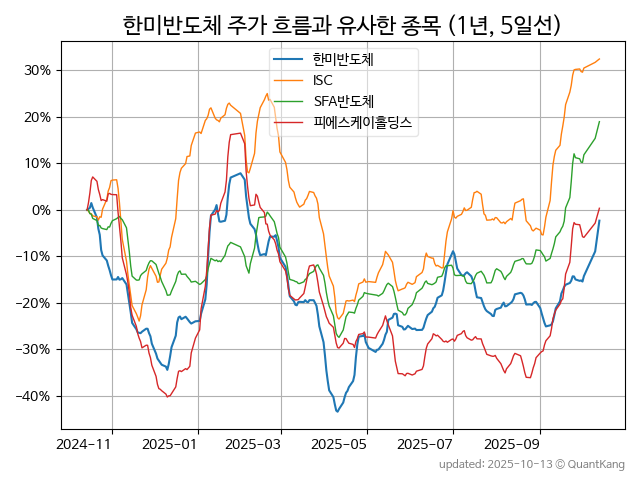 한미반도체 주가 흐름과 유사한 종목 (1년, 5일선)
한미반도체
ISC
SFA반도체
피에스케이홀딩스
30%
20%
10%
0%
−10%
−20%
−30%
−40%
2024-11
2025-01
2025-03
2025-05
2025-07
2025-09
updated: 2025-10-13 ⓒ QuantKang